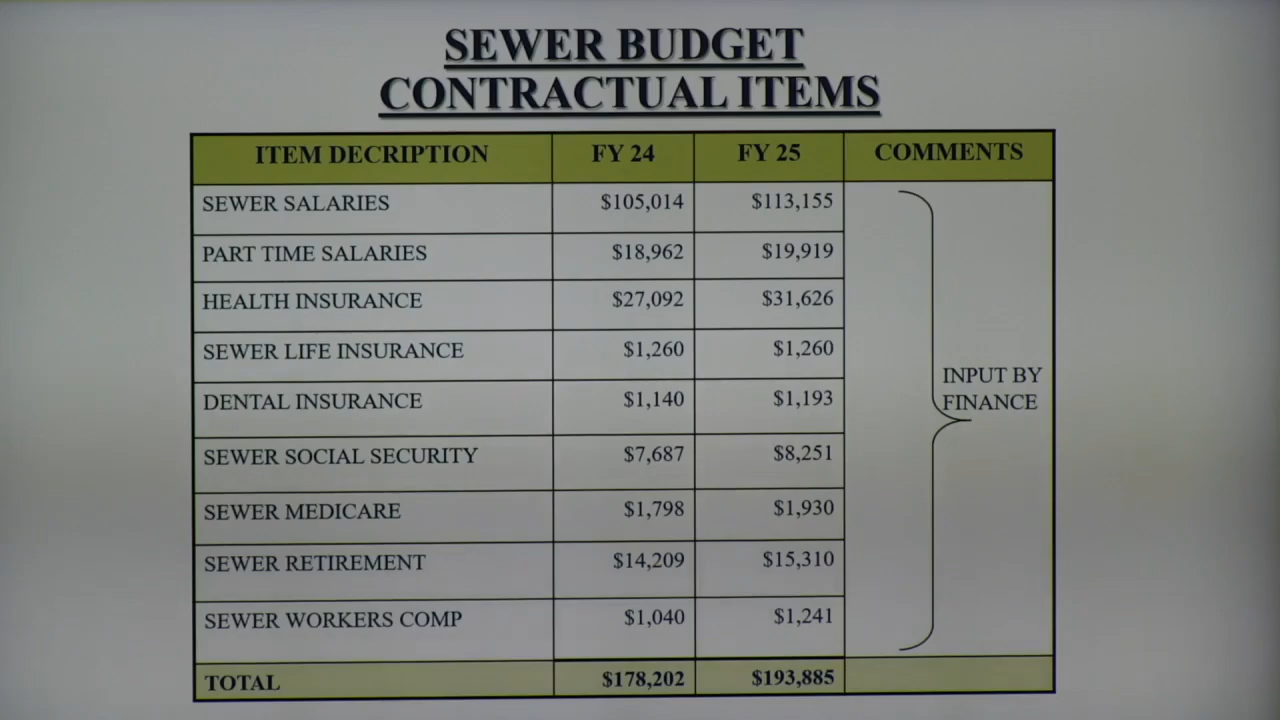 SEWER BUDGET
CONTRACTUAL ITEMS
ITEM DECRIPTION FY 24 FY 25 COMMENTS
SEWER SALARIES $105,014 $113,155
PART TIME SALARIES $18,962 $19,919
HEALTH INSURANCE $27,092 $31,626
SEWER LIFE INSURANCE $1,260 $1,260
INPUT BY
FINANCE
DENTAL INSURANCE $1,140 $1,193
SEWER SOCIAL SECURITY $7,687 $8,251
SEWER MEDICARE $1,798 $1,930
SEWER RETIREMENT $14,209 $15,310
SEWER WORKERS COMP $1,040 $1,241
TOTAL $178,202 $193,885